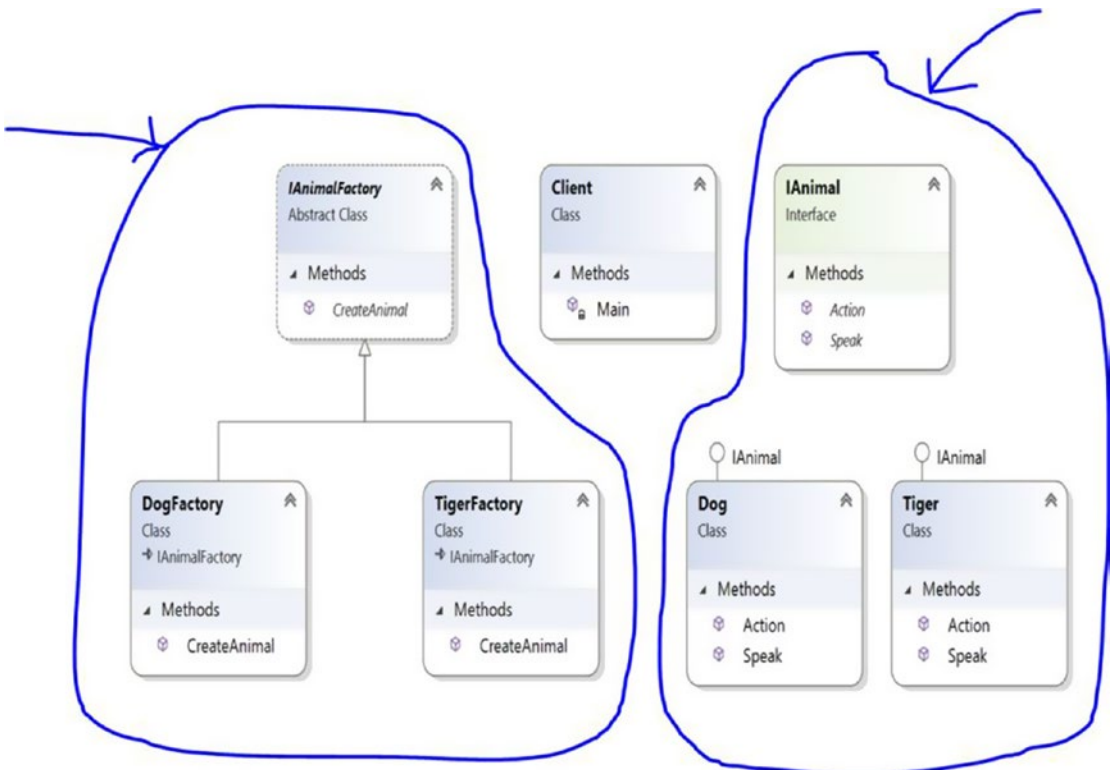 IAnimalFactory
Abstract Class
Methods
CreateAnimal
Client
Class
Methods
Main
IAnimal
Interface
Methods
Action
Speak
DogFactory
Class
IAnimalFactory
Methods
CreateAnimal
TigerFactory
Class
IAnimalFactory
Methods
CreateAnimal
IAnimal
Dog
Class
Methods
Action
Speak
IAnimal
Tiger
Class
Methods
Action
Speak